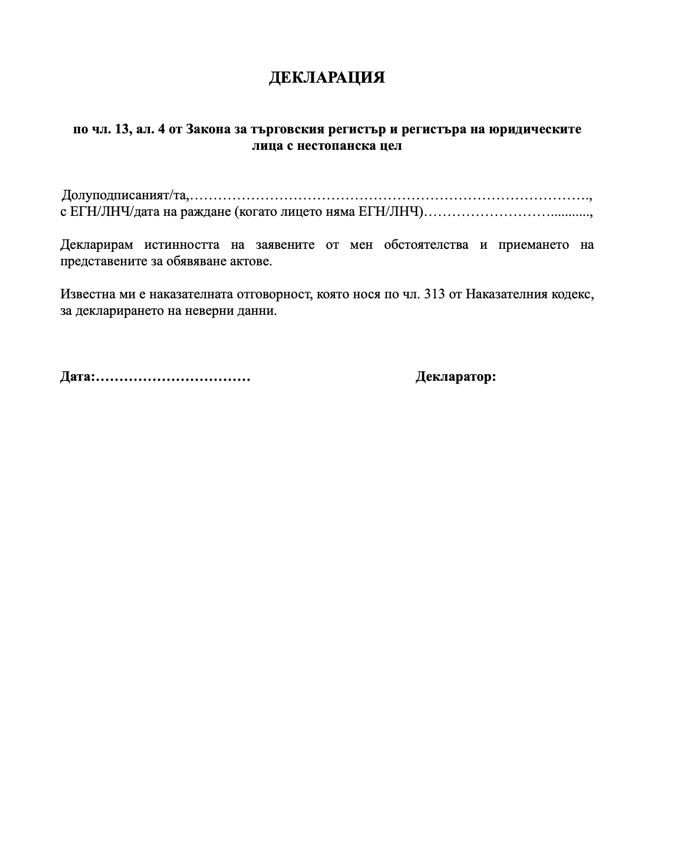 ДЕКЛАРАЦИЯ
по чл. 13, ал. 4 от Закона за търговския регистър и регистъра на юридическите
лица с нестопанска цел
Долуподписаният/та,…………………………………………………………………………….,
с ЕГН/ЛНЧ/дата на раждане (когато лицето няма ЕГН/ЛНЧ)………………………...........,
Декларирам истинността на заявените от мен обстоятелства и приемането на
представените за обявяване актове.
Известна ми е наказателната отговорност, която нося по чл. 313 от Наказателния кодекс,
за декларирането на неверни данни.
Дата:…………………………… Декларатор: